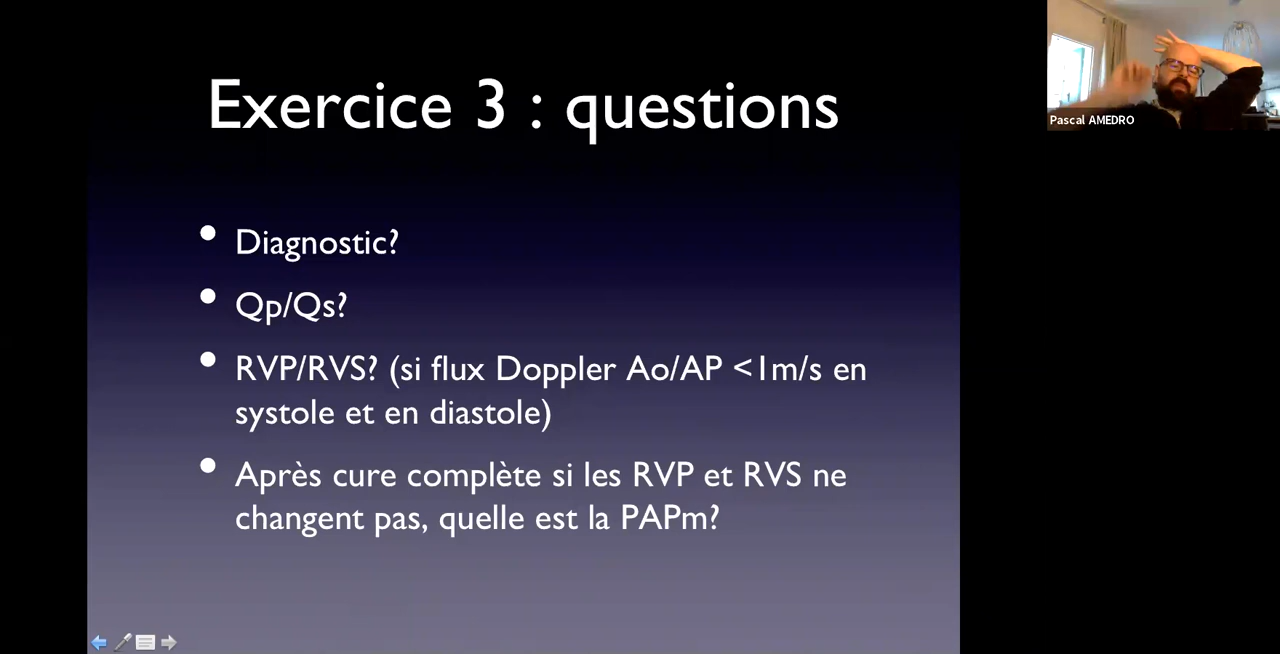 Exercice 3 : questions
Pascal AMEDRO
Diagnostic?
Qp/Qs?
RVP/RVS? (si flux Doppler Ao/AP <1m/s en
systole et en diastole)
Après cure complète si les RVP et RVS ne
changent pas, quelle est la PAPm?